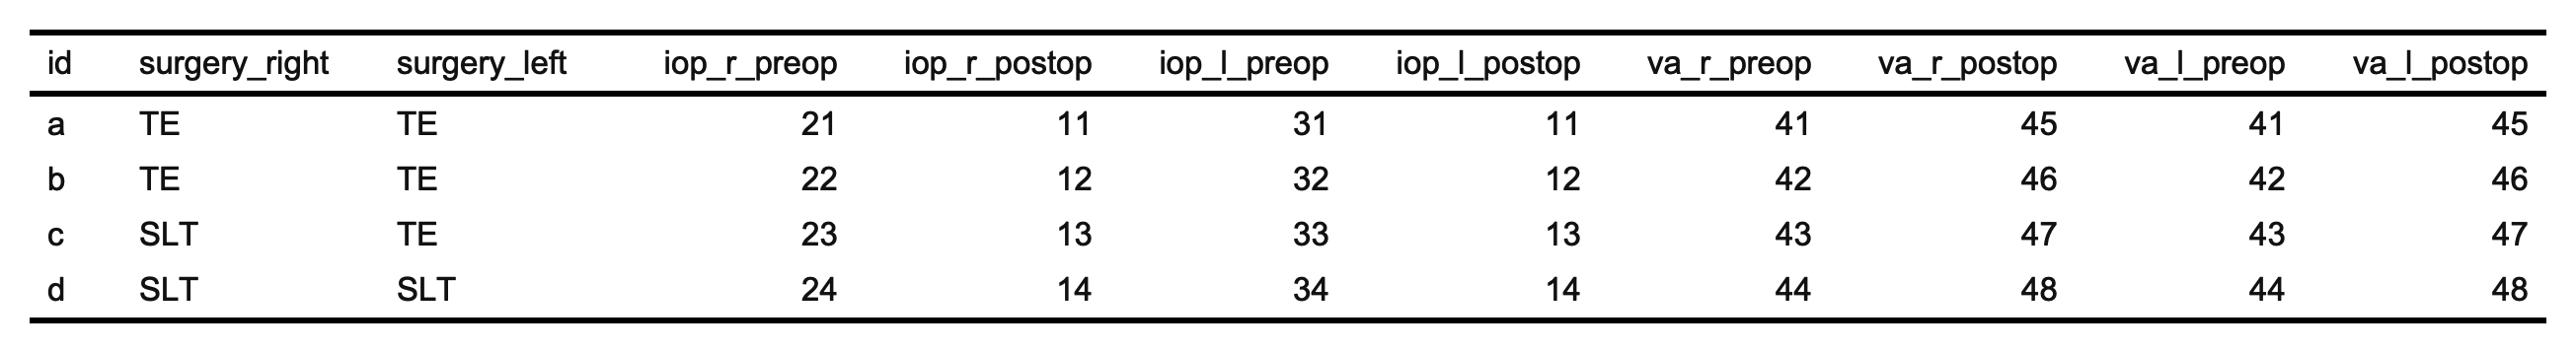 id surgery_right surgery_left iop_r_preop iop_r_postop iop_l_preop iop_l_postop va_r_preop va_r_postop va_l_preop va_l_postop
a TE TE 21 11 31 11 41 45 41 45
b TE TE 22 12 32 12 42 46 42 46
c SLT TE 23 13 33 13 43 47 43 47
d SLT SLT 24 14 34 14 44 48 44 48